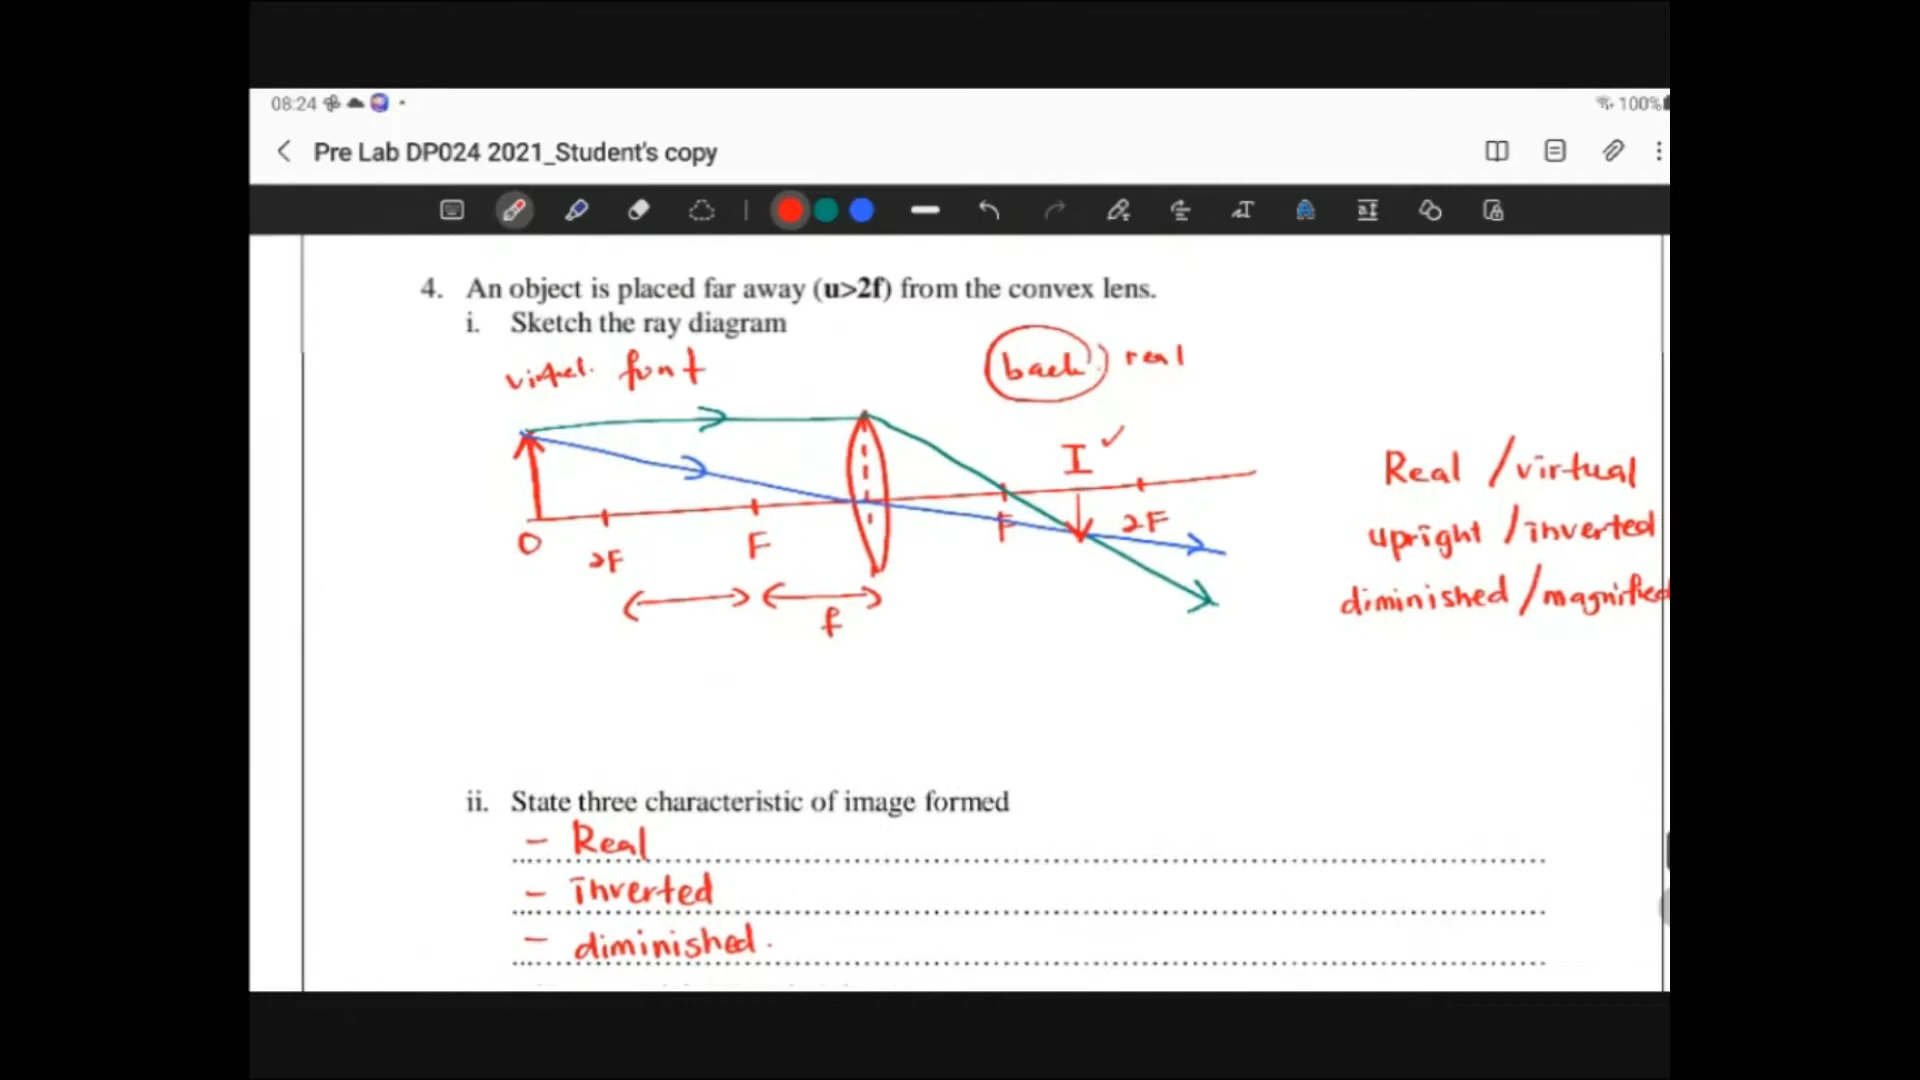 08:24
100%
Pre Lab DP024 2021_Student's copy
4. An object is placed far away (u>2f) from the convex lens.
i. Sketch the ray diagram
font
back : real
I ✓
Real / virtual
upright / inverted
diminished / magnified
O
2F
F
F
2F
f
ii. State three characteristic of image formed
- Real
- inverted
- diminished.